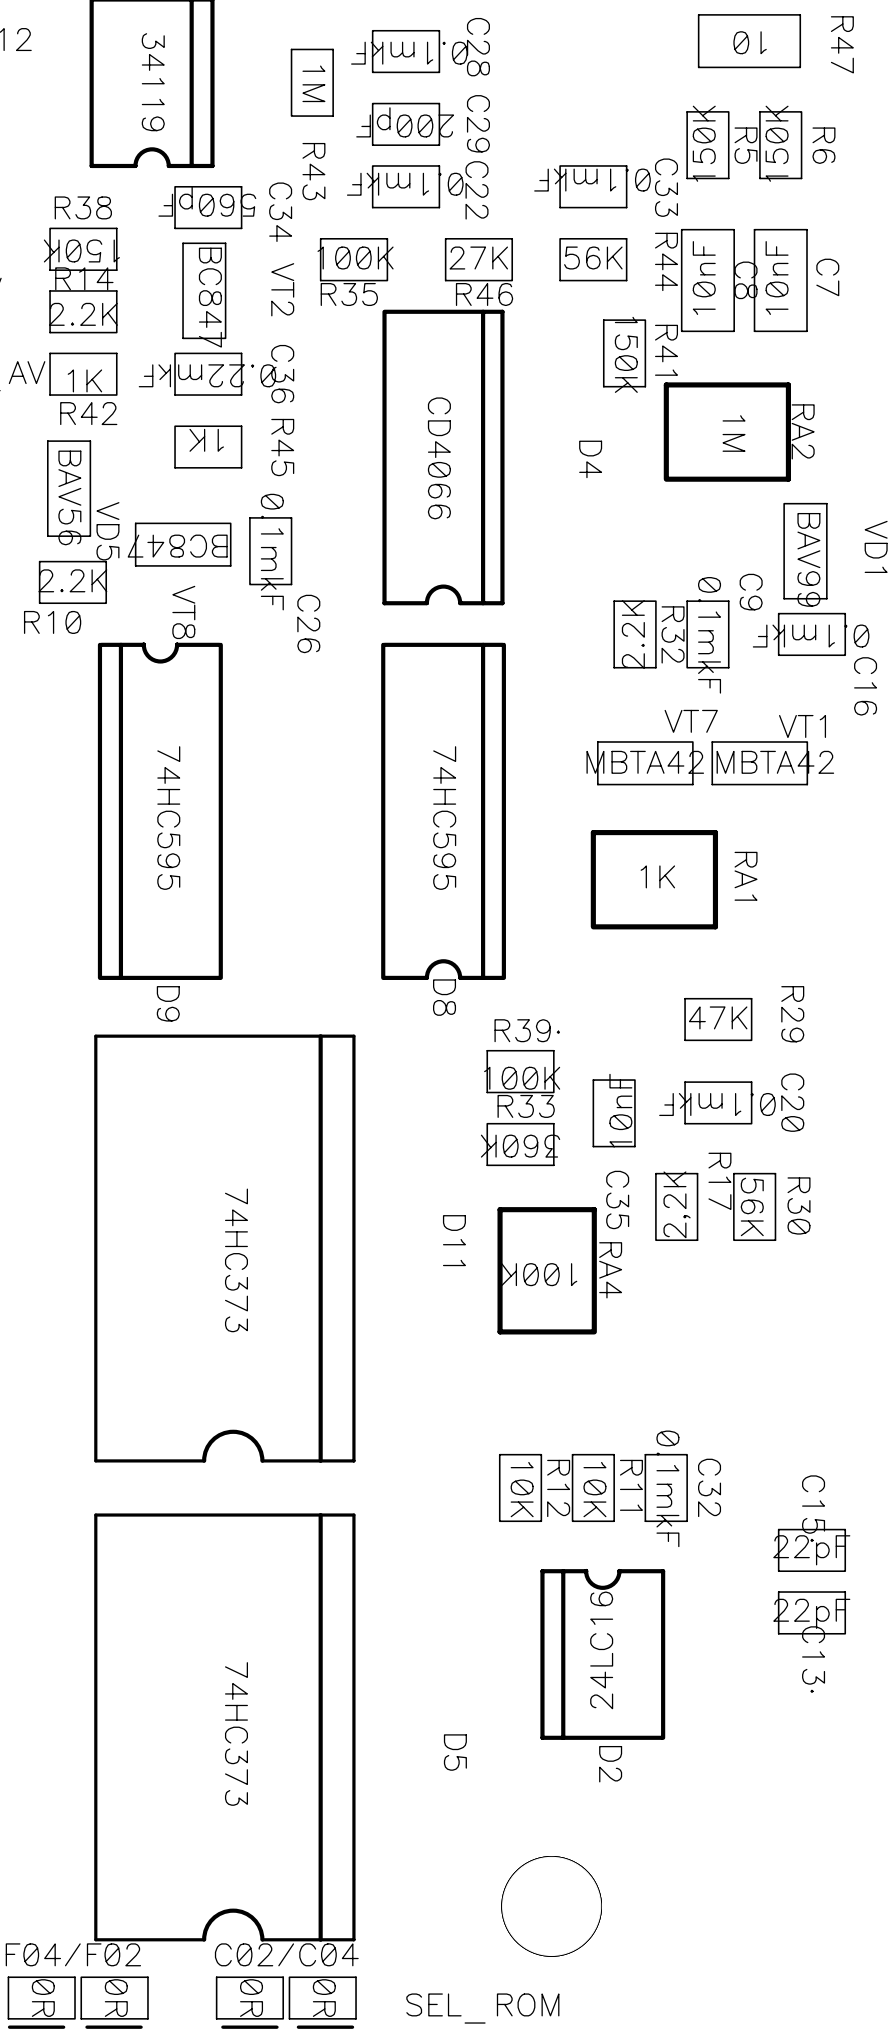 12
34119
1M
R43
0.1mkF
C28
200pF
C29
0.1mkF
C22
10
R47
150K
R5
150K
R6
0.1mkF
C33
R38
150K
R14
2.2K
AV
1K
R42
560pF
C34
BC847
VT2
0.22mkF
C36
1K
R45
100K
R35
27K
R46
56K
R44
10nF
C8
10nF
C7
150K
R41
CD4066
D4
1M
RA2
BAV56
VD5
BC847
VT8
0.1mkF
C26
2.2K
R10
BAV99
VD1
2.2K
R32
0.1mkF
C9
0.1mkF
C16
VT7
MBTA42
VT1
MBTA42
74HC595
D9
74HC595
D8
1K
RA1
47K
R29
R39.
100K
R33
360K
10nF
C35
0.1mkF
C20
2.2K
R17
56K
R30
74HC373
D11
100K
RA4
10K
R12
10K
R11
0.1mkF
C32
C15.
22pF
22pF
C13.
24LC16
D2
74HC373
D5
F04/F02
C02/C04
0R
0R
0R
0R
SEL_ROM